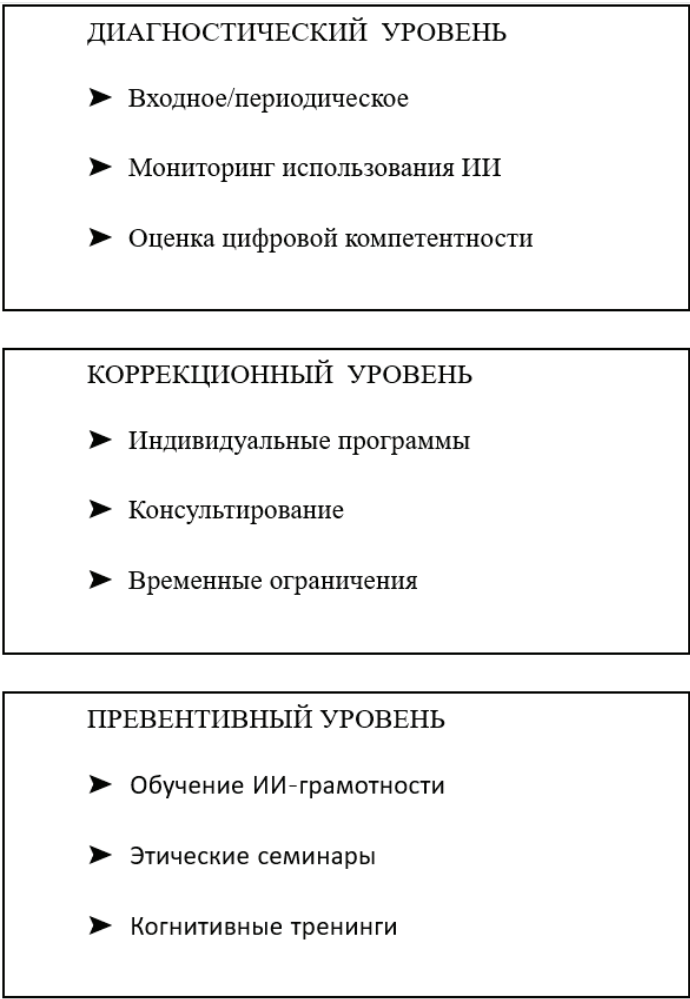 ДИАГНОСТИЧЕСКИЙ УРОВЕНЬ
➤ Входное/периодическое
➤ Мониторинг использования ИИ
➤ Оценка цифровой компетентности
КОРРЕКЦИОННЫЙ УРОВЕНЬ
➤ Индивидуальные программы
➤ Консультирование
➤ Временные ограничения
ПРЕВЕНТИВНЫЙ УРОВЕНЬ
➤ Обучение ИИ-грамотности
➤ Этические семинары
➤ Когнитивные тренинги